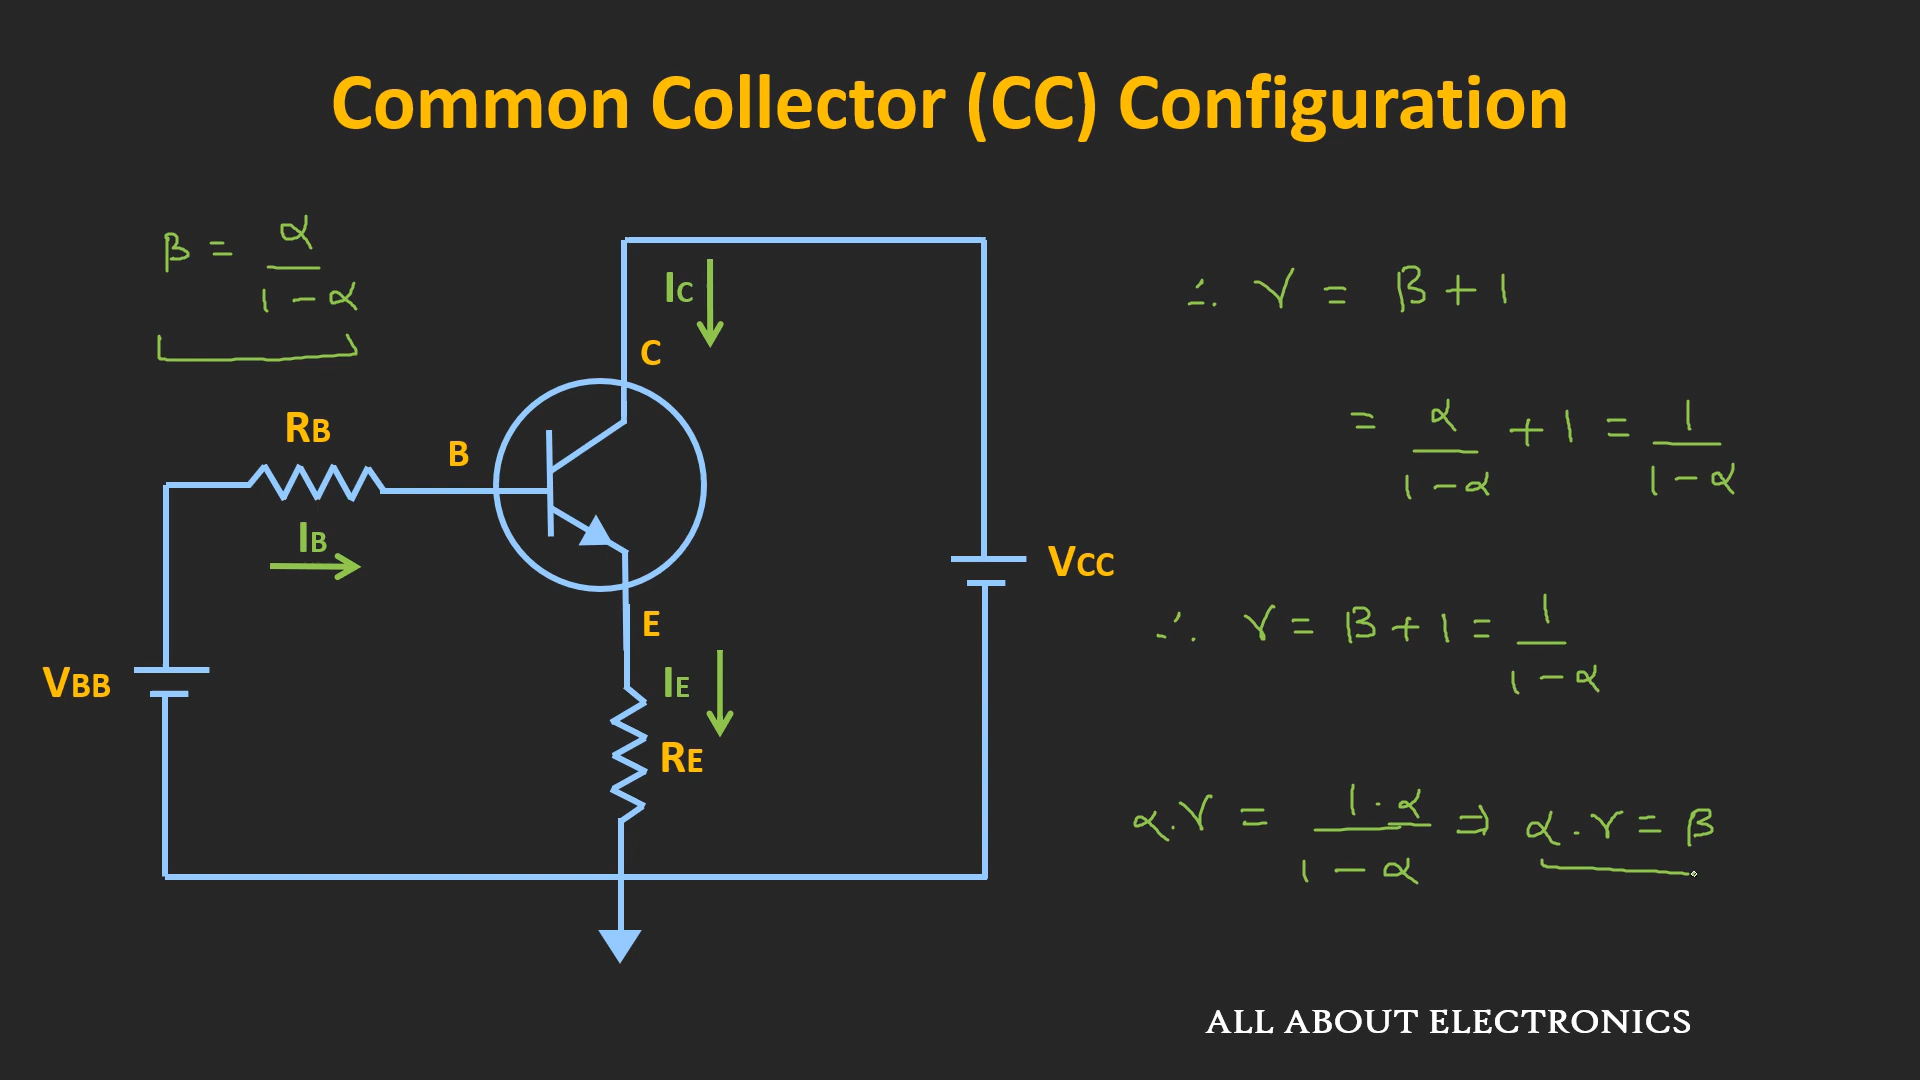 Common Collector (CC) Configuration
β = α / (1 - α)
IC
C
RB
B
IB
VBB
E
IE
RE
VCC
∴ γ = β + 1
= α / (1 - α) + 1 = 1 / (1 - α)
∴ γ = β + 1 = 1 / (1 - α)
α.γ = 1.α / (1 - α) ⇒ α.γ = β
ALL ABOUT ELECTRONICS